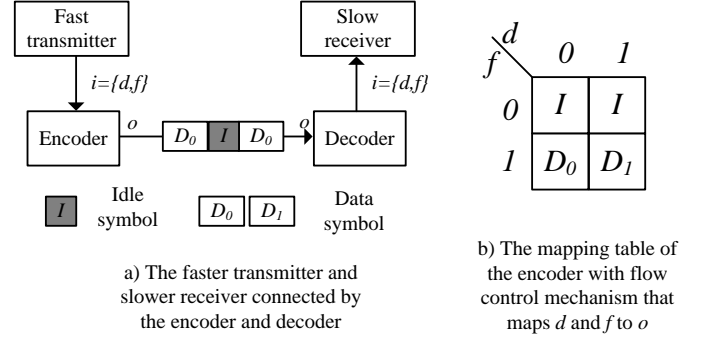 Fast
transmitter
Slow
receiver
i={d,f}
i={d,f}
Encoder
o
D0
I
D0
o
Decoder
I
Idle
symbol
D0
D1
Data
symbol
a) The faster transmitter and
slower receiver connected by
the encoder and decoder
d
f
0
1
0
I
I
1
D0
D1
b) The mapping table of
the encoder with flow
control mechanism that
maps d and f to o